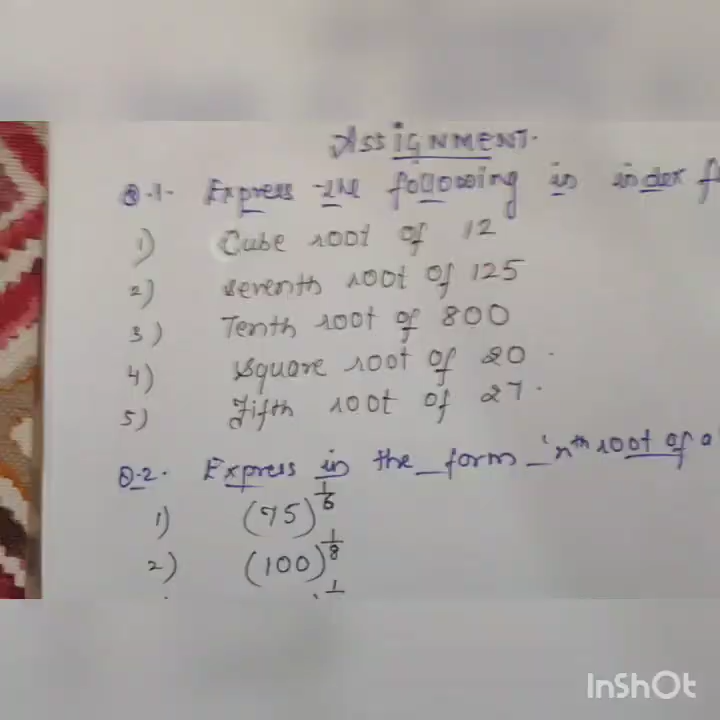 ASSIGNMENT.
Q.1. Express the following in index f
1) Cube root of 12
2) Seventh root of 125
3) Tenth root of 800
4) Square root of 20.
5) Fifth root of 27.
Q.2. Express in the form 'nth root of a
1) (75)^1/6
2) (100)^1/8
1
InShOt